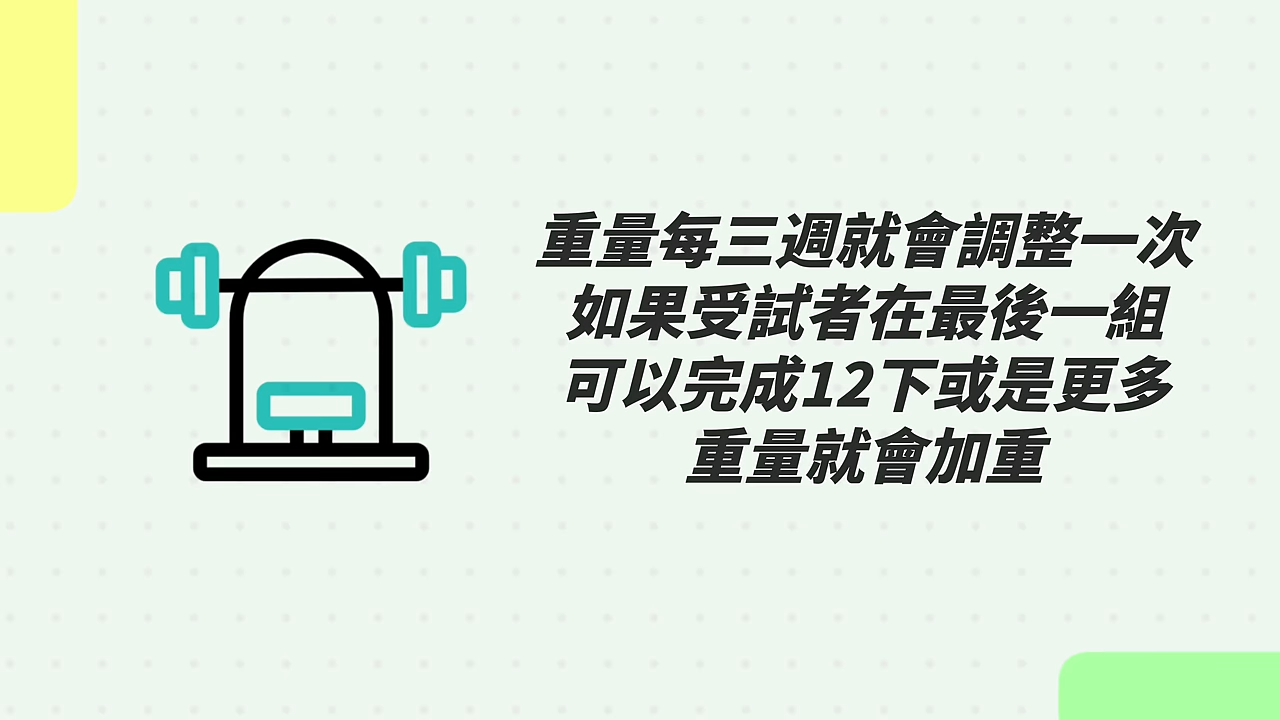 重量每三週就會調整一次
如果受試者在最後一組
可以完成12下或是更多
重量就會加重